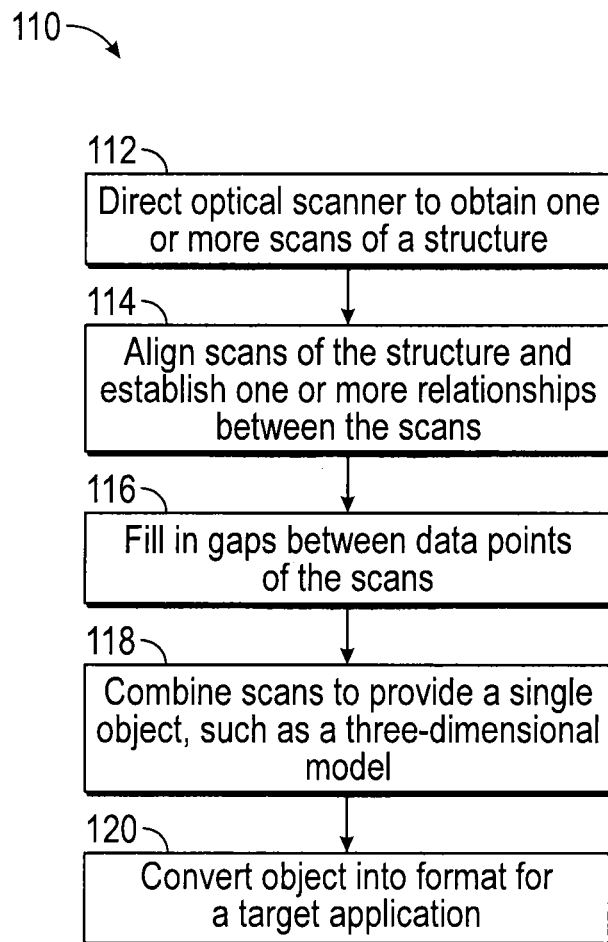 110
112
Direct optical scanner to obtain one
or more scans of a structure
114
Align scans of the structure and
establish one or more relationships
between the scans
116
Fill in gaps between data points
of the scans
118
Combine scans to provide a single
object, such as a three-dimensional
model
120
Convert object into format for
a target application